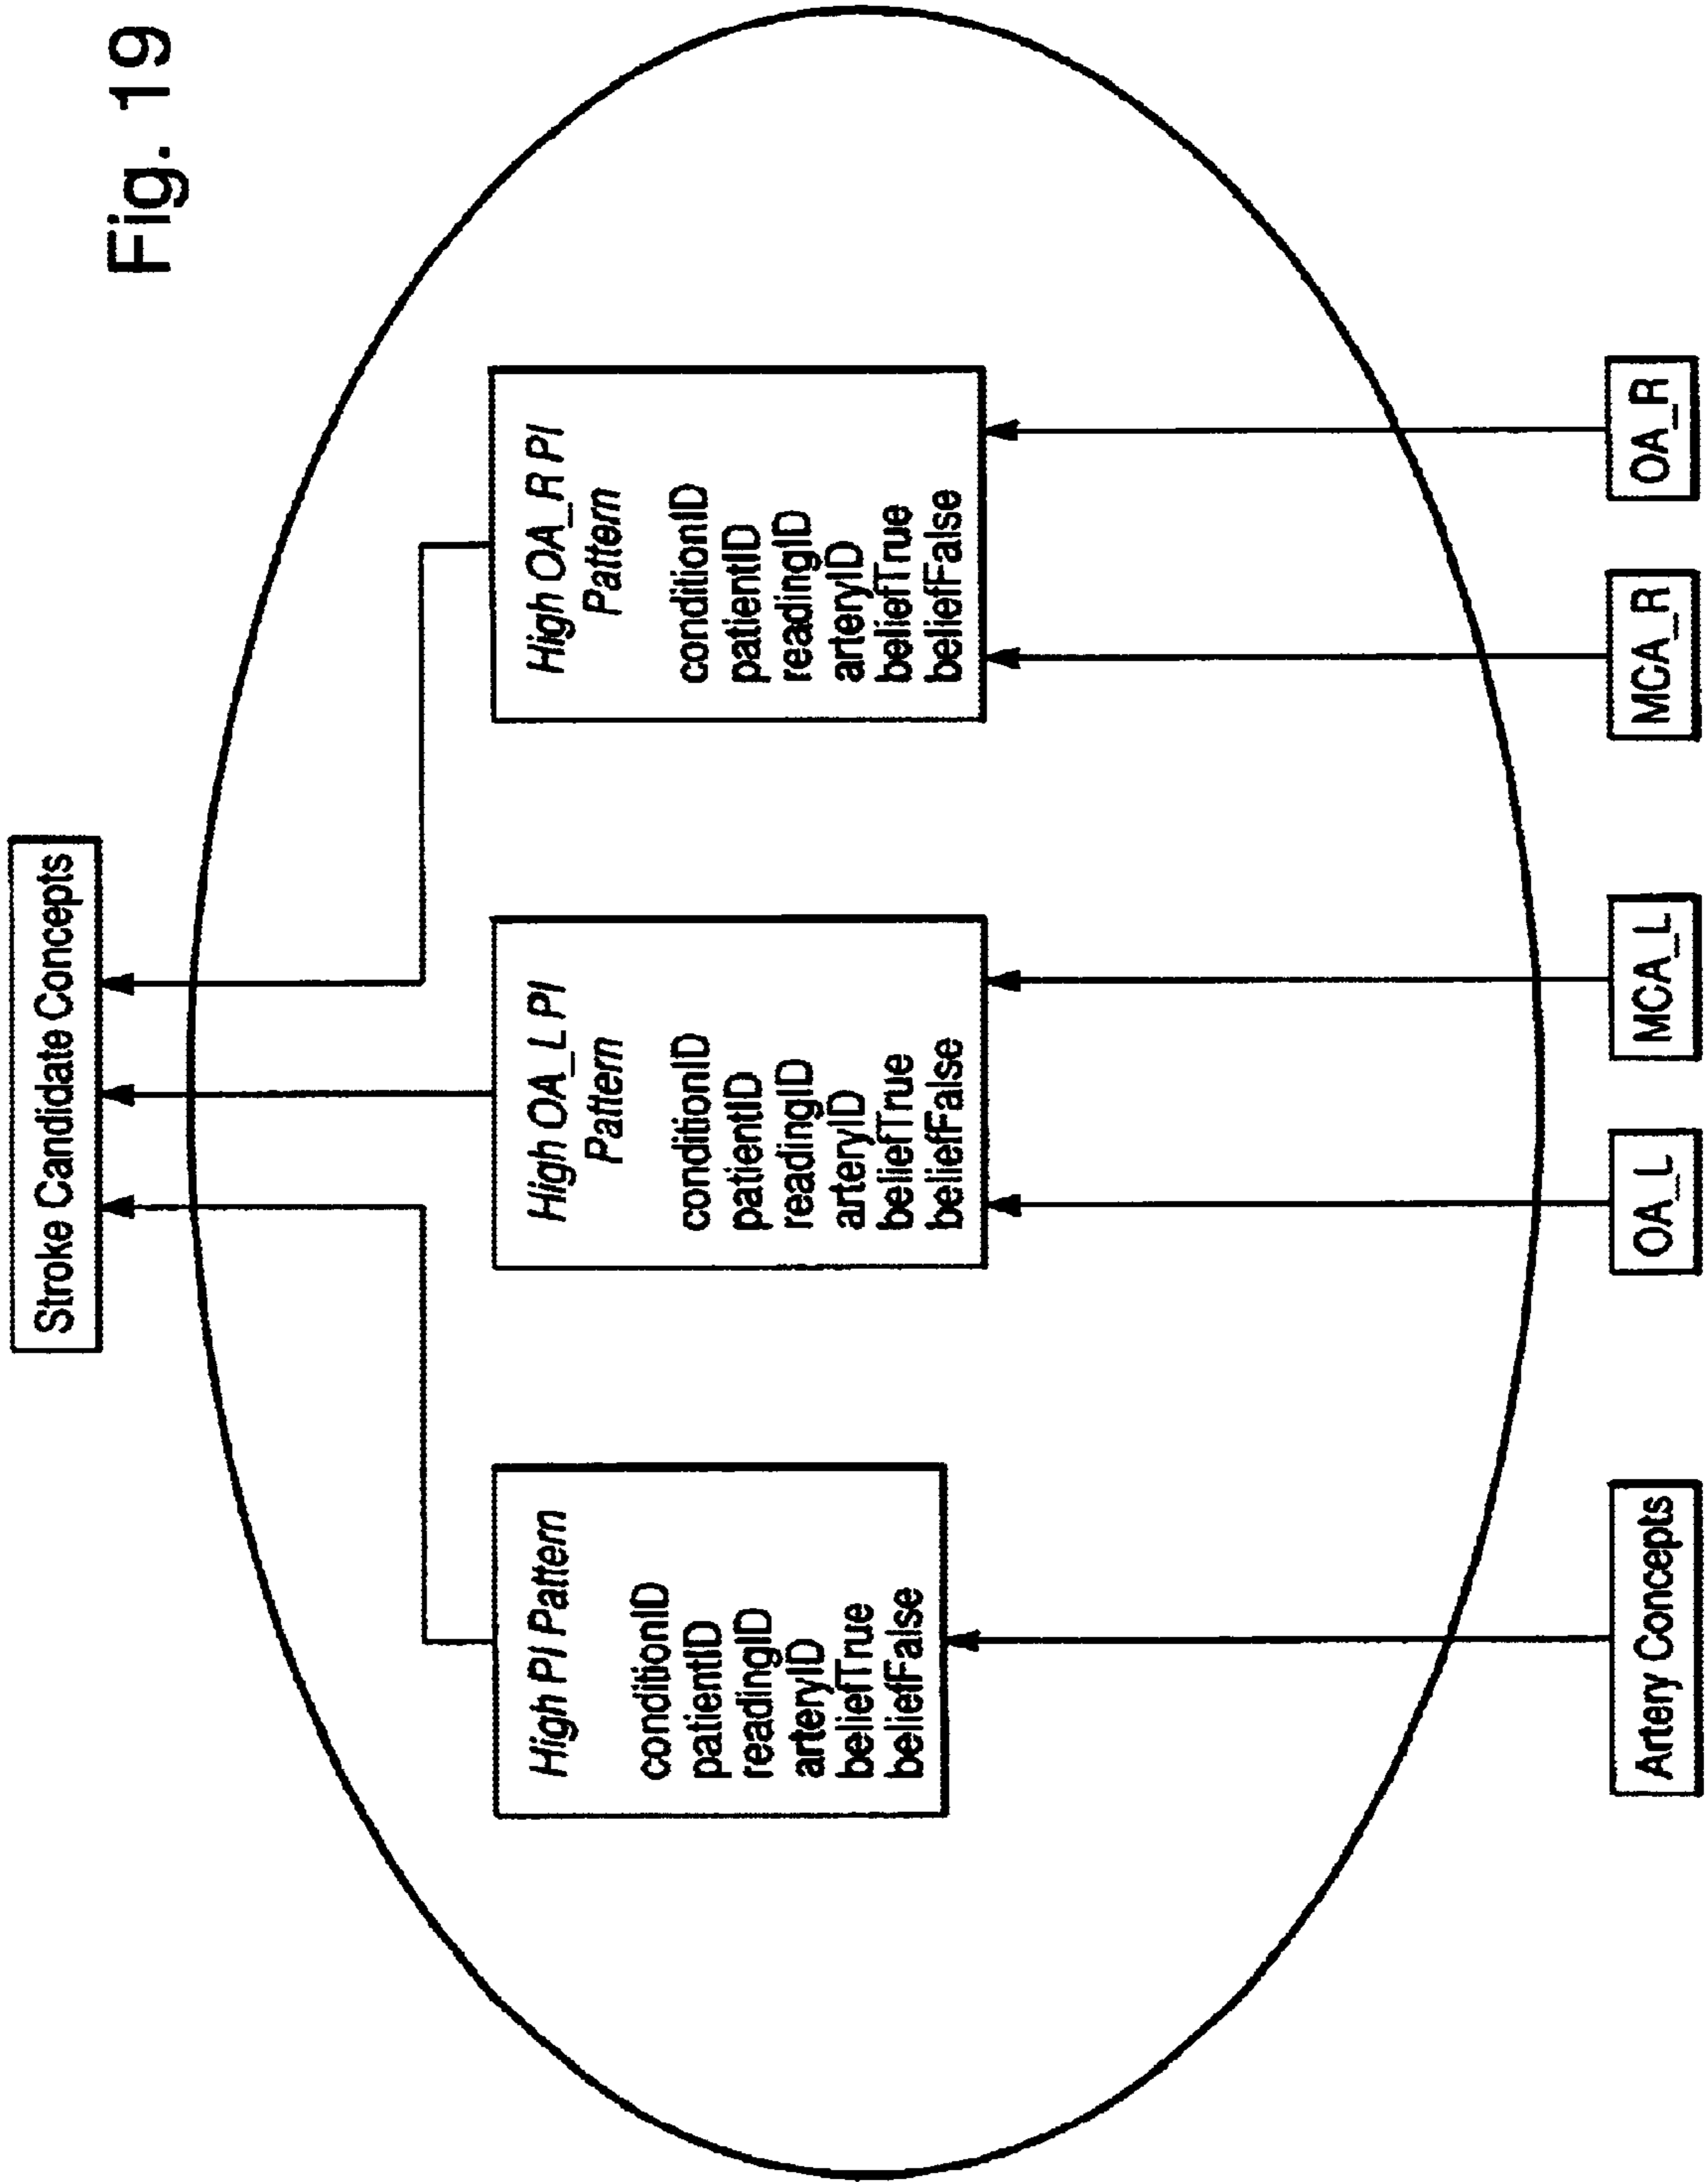 Fig. 19
Stroke Candidate Concepts
High PI Pattern
conditionID
patientID
readingID
arteryID
beliefTrue
beliefFalse
High OA_L PI
Pattern
conditionID
patientID
readingID
arteryID
beliefTrue
beliefFalse
High OA_R PI
Pattern
conditionID
patientID
readingID
arteryID
beliefTrue
beliefFalse
Artery Concepts
OA_L
MCA_L
MCA_R
OA_R